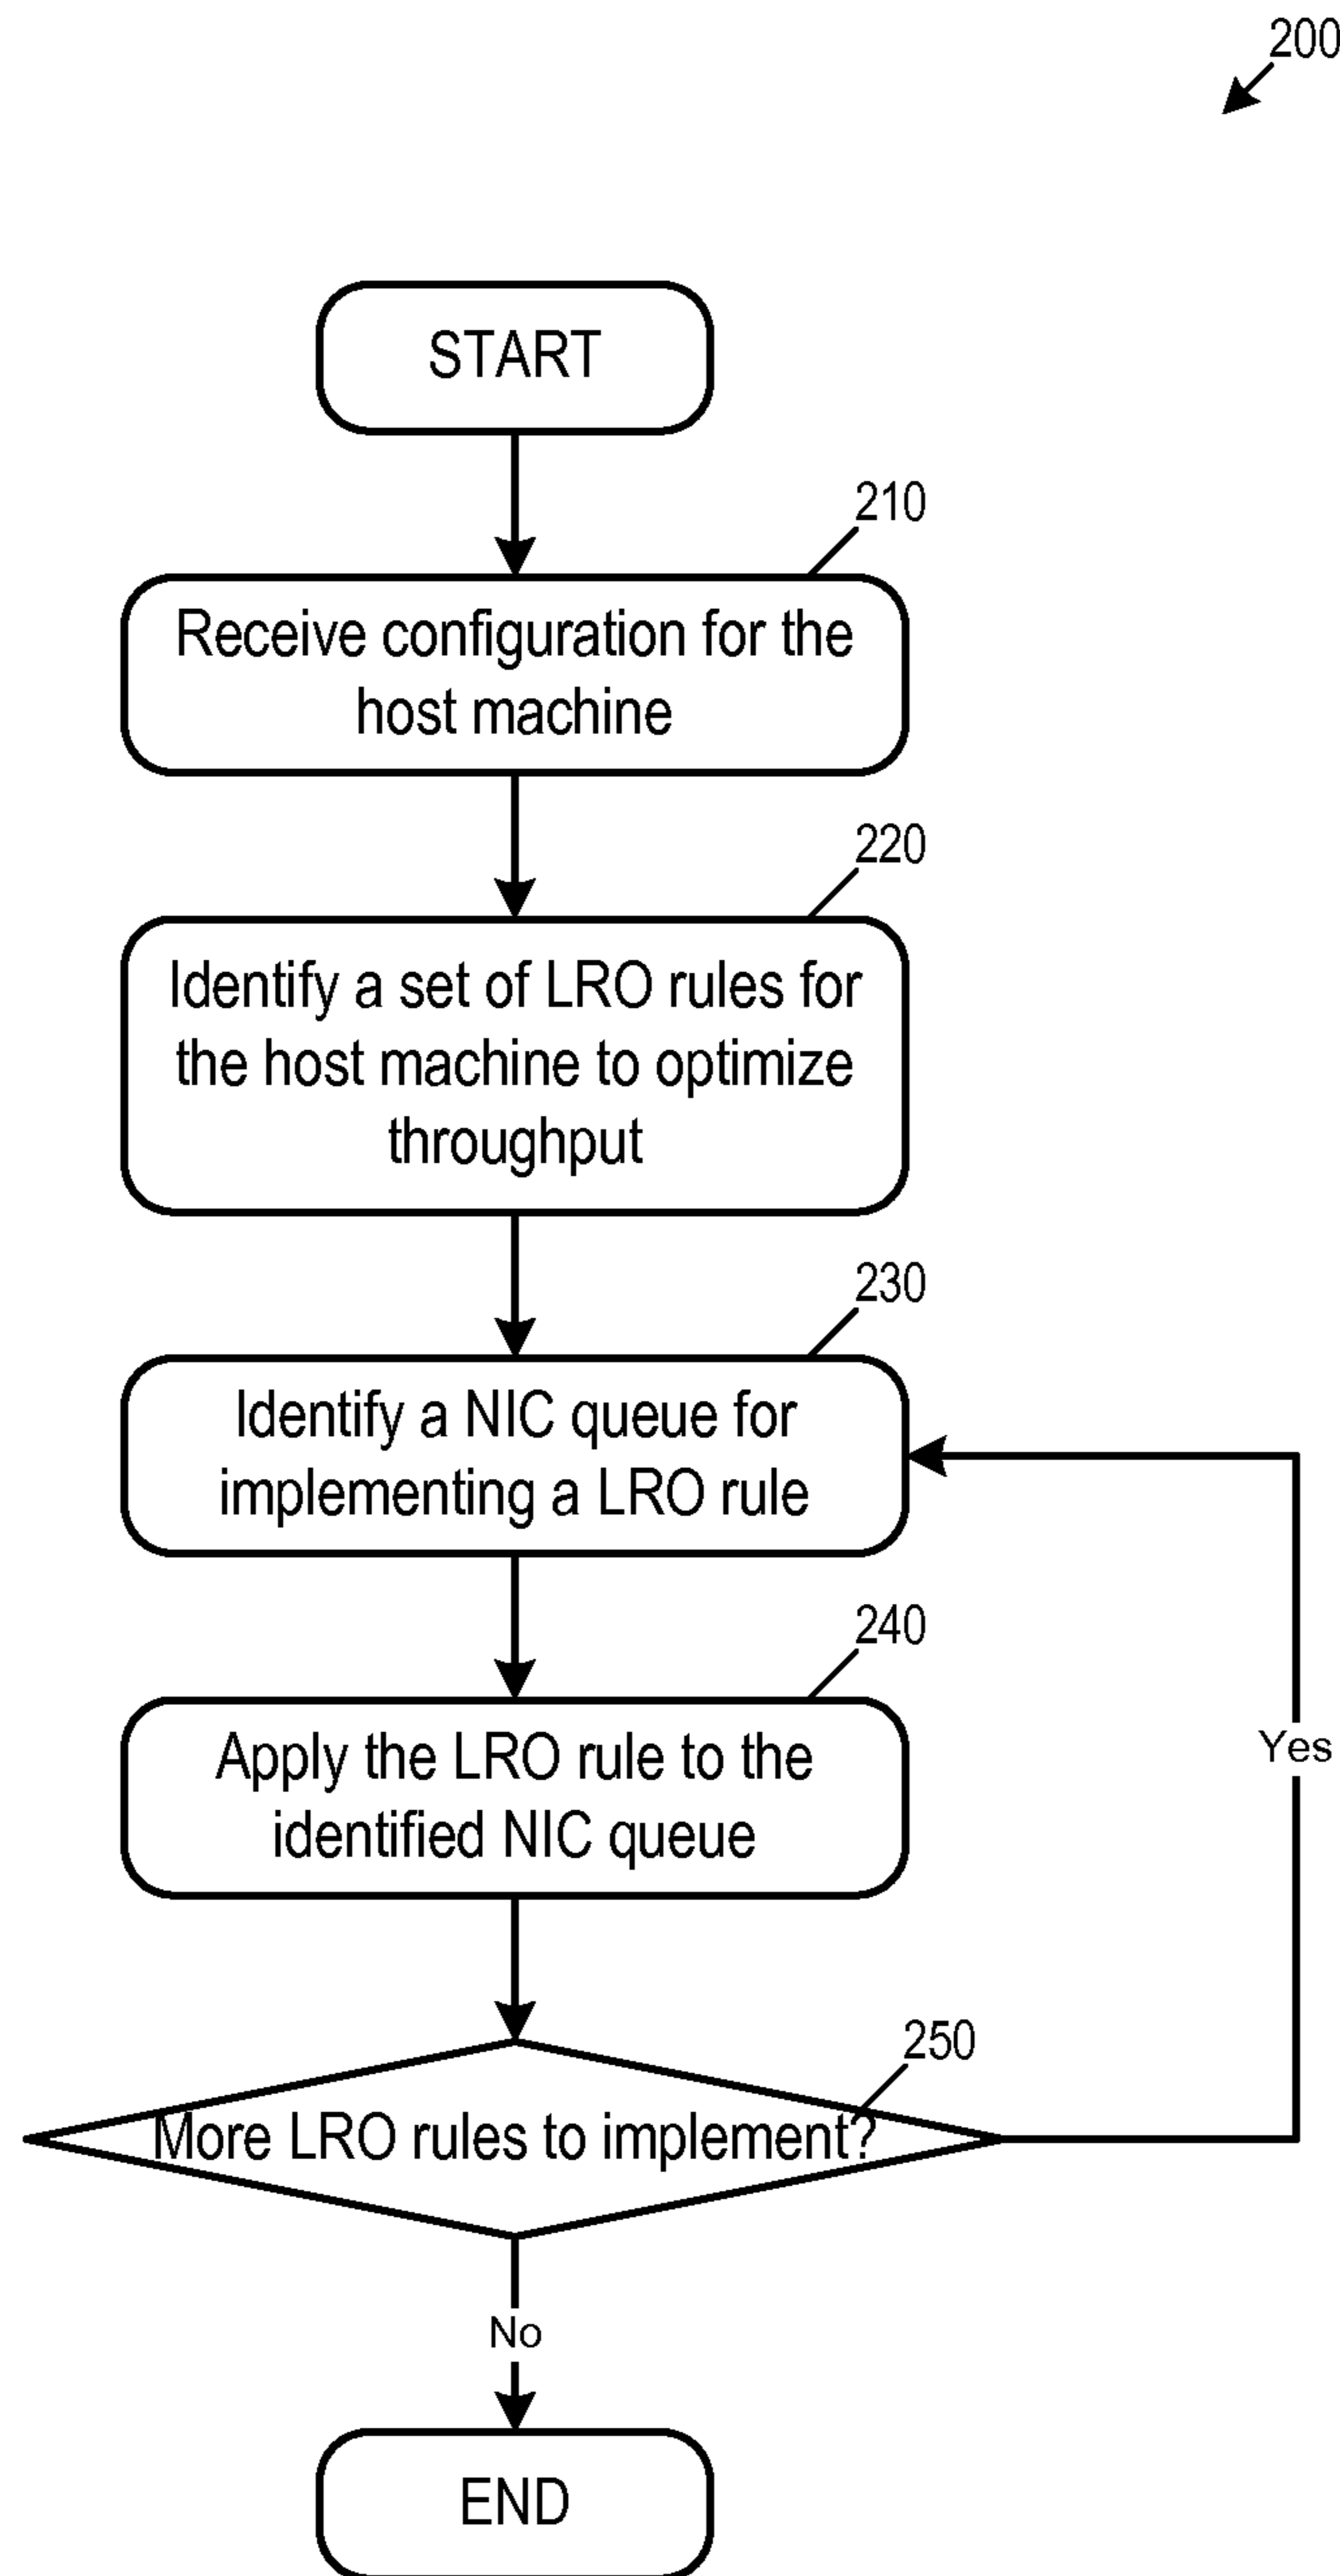 200
START
210
Receive configuration for the
host machine
220
Identify a set of LRO rules for
the host machine to optimize
throughput
230
Identify a NIC queue for
implementing a LRO rule
240
Apply the LRO rule to the
identified NIC queue
Yes
250
More LRO rules to implement?
No
END